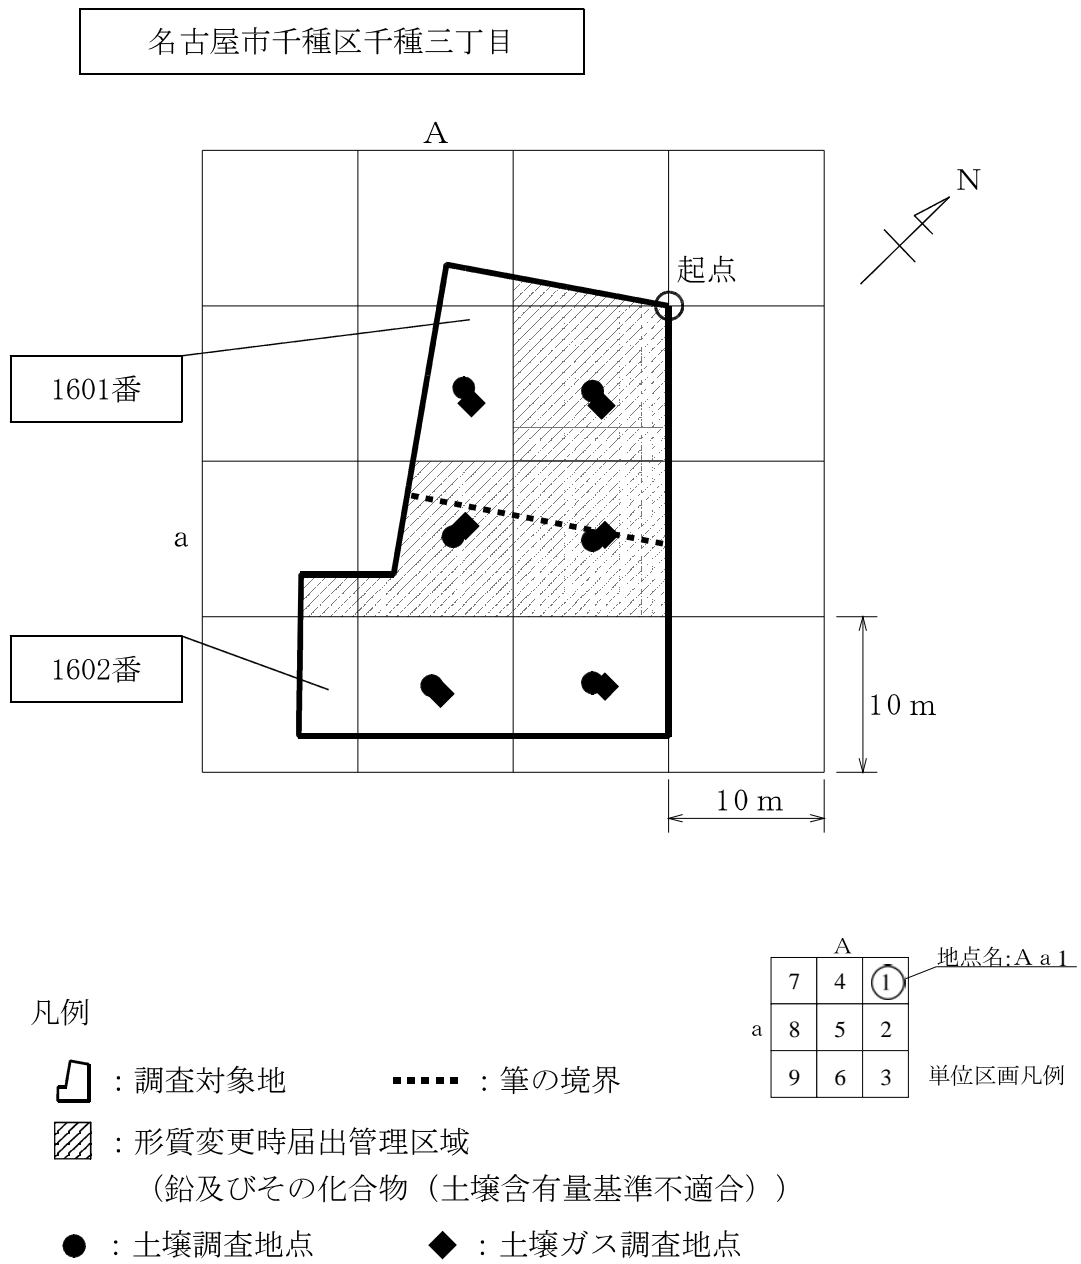 名古屋市千種区千種三丁目
A
N
起点
1601番
a
1602番
10 m
10 m
A
地点名:A a 1
7 4 1
a
8 5 2
9 6 3
単位区画凡例
凡例
：調査対象地
：筆の境界
：形質変更時届出管理区域
（鉛及びその化合物（土壌含有量基準不適合））
：土壌調査地点
：土壌ガス調査地点